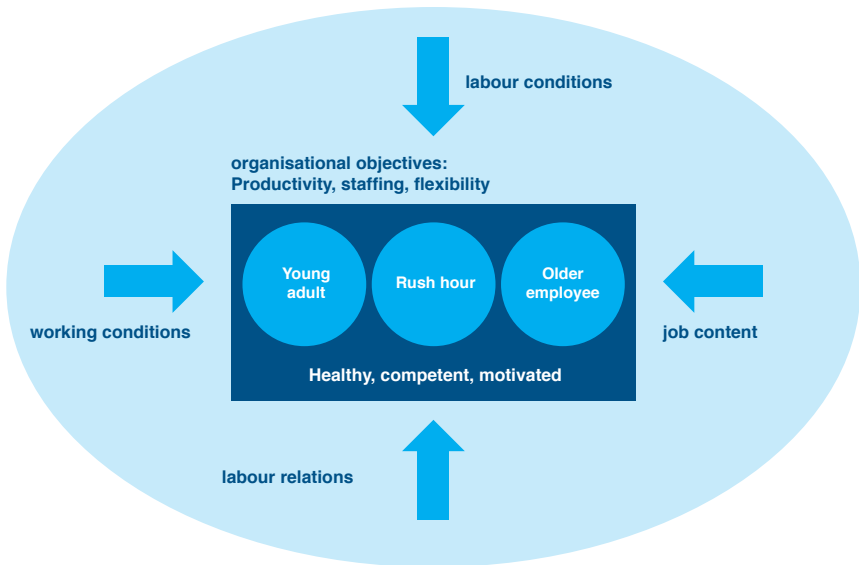 labour conditions
organisational objectives:
Productivity, staffing, flexibility
Young
adult
Rush hour
Older
employee
working conditions
job content
Healthy, competent, motivated
labour relations